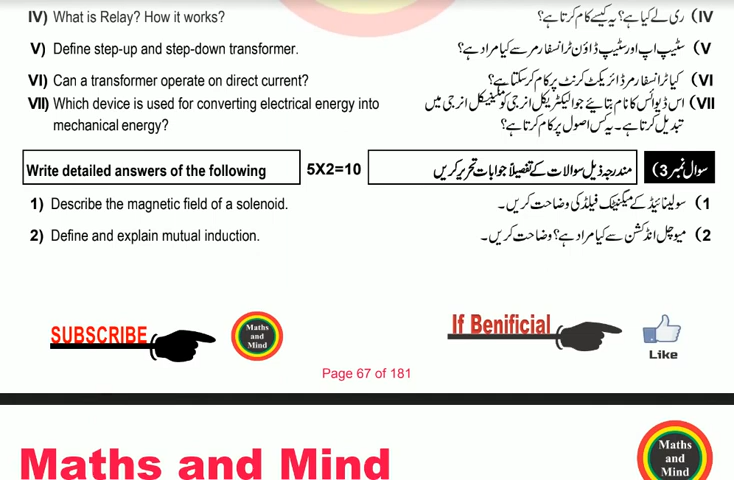 IV) What is Relay? How it works? IV) ری لے کیا ہے؟ یہ کیسے کام کرتا ہے؟
V) Define step-up and step-down transformer. V) سٹیپ اپ اور سٹیپ ڈاؤن ٹرانسفارمر سے کیا مراد ہے؟
VI) Can a transformer operate on direct current? VI) کیا ٹرانسفارمر ڈائریکٹ کرنٹ پر کام کر سکتا ہے؟
VII) Which device is used for converting electrical energy into VII) اس ڈیوائس کا نام بتایئے جو الیکٹریکل انرجی کو مکینیکل انرجی میں
mechanical energy? تبدیل کرتا ہے۔ یہ کس اصول پر کام کرتا ہے؟
Write detailed answers of the following 5X2=10 مندرجہ ذیل سوالات کے تفصیلاً جوابات تحریر کریں سوال نمبر 3)
1) Describe the magnetic field of a solenoid. 1) سولینائیڈ کے میگنیٹک فیلڈ کی وضاحت کریں۔
2) Define and explain mutual induction. 2) میوچل انڈکشن سے کیا مراد ہے؟ وضاحت کریں۔
SUBSCRIBE
Maths
and
Mind
If Benificial
Like
Page 67 of 181
Maths and Mind
Maths
and
Mind